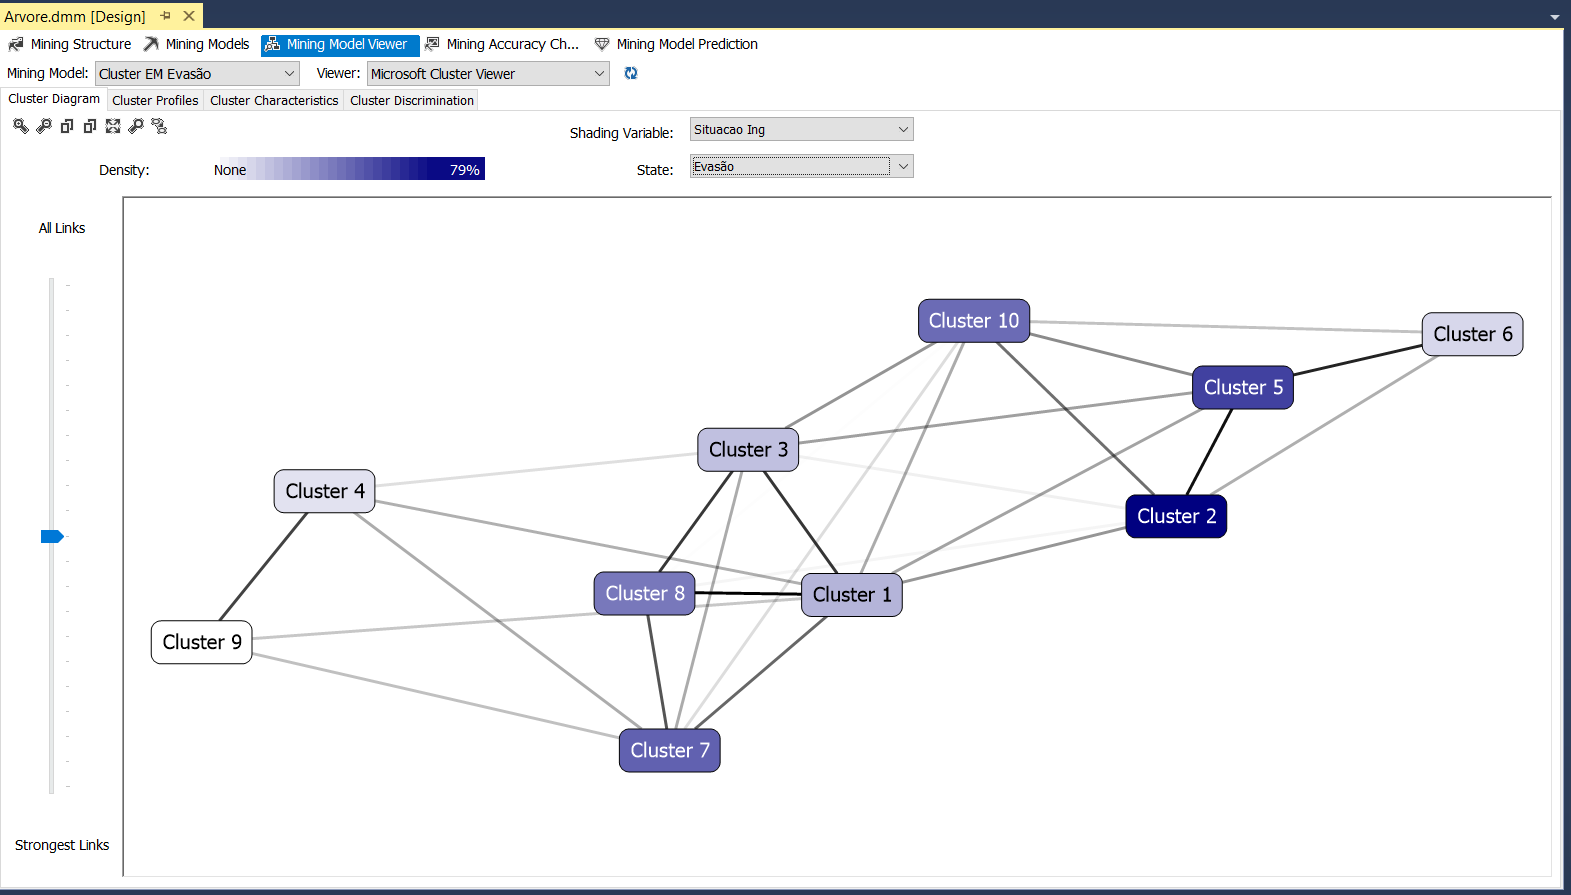 Arvore.dmm [Design]
Mining Structure Mining Models Mining Model Viewer Mining Accuracy Ch... Mining Model Prediction
Mining Model: Cluster EM Evasão Viewer: Microsoft Cluster Viewer
Cluster Diagram Cluster Profiles Cluster Characteristics Cluster Discrimination
Shading Variable: Situacao Ing
Density: None 79% State: Evasão
All Links
Cluster 10
Cluster 6
Cluster 5
Cluster 3
Cluster 4
Cluster 2
Cluster 8
Cluster 1
Cluster 9
Cluster 7
Strongest Links